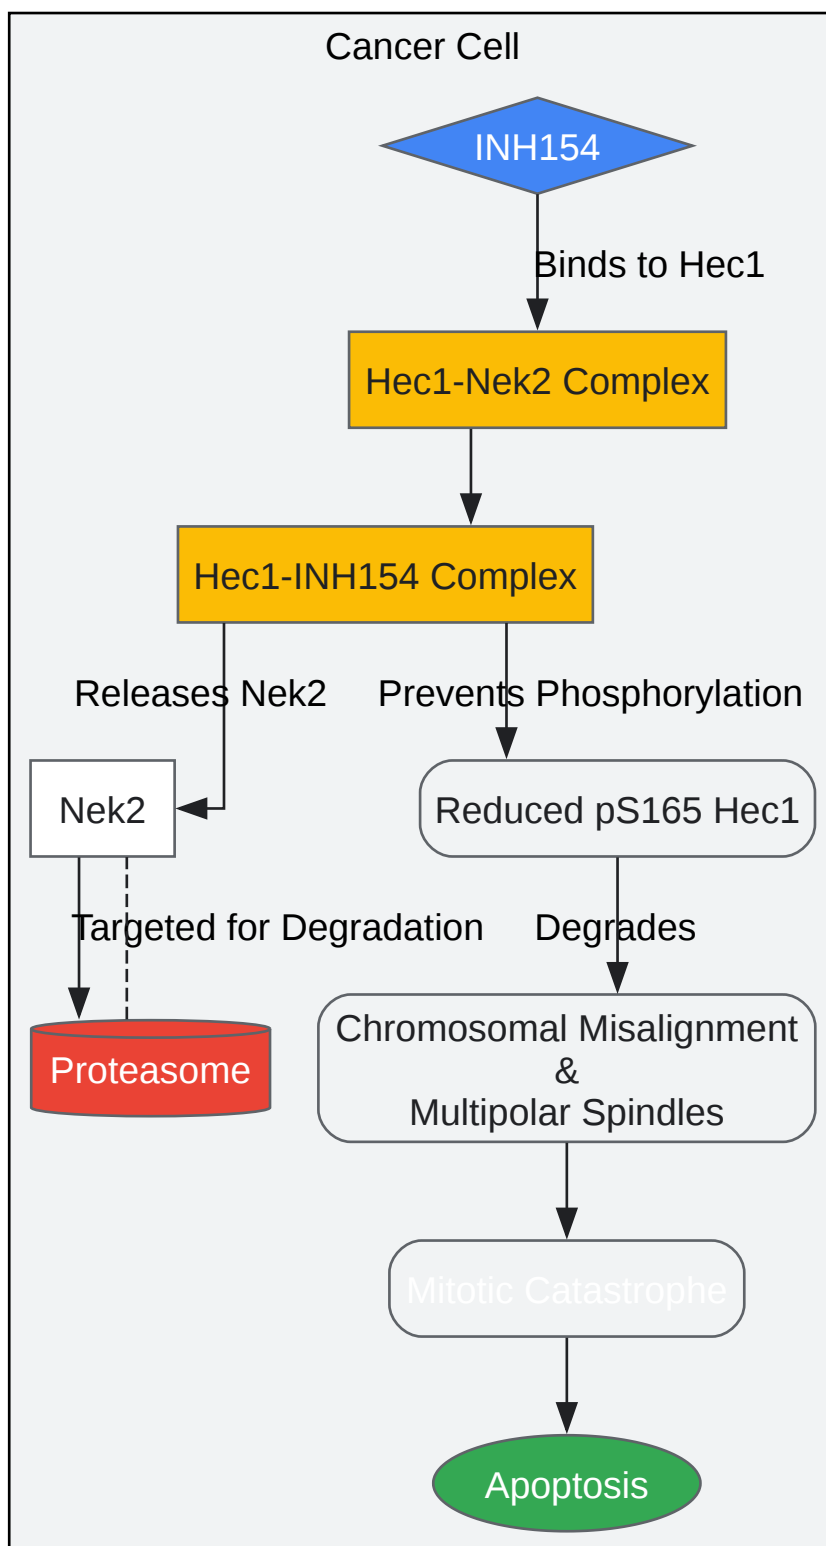 Cancer Cell
INH154
Binds to Hec1
Hec1-Nek2 Complex
Hec1-INH154 Complex
Releases Nek2
Prevents Phosphorylation
Nek2
Reduced pS165 Hec1
Targeted for Degradation
Degrades
Proteasome
Chromosomal Misalignment
&
Multipolar Spindles
Mitotic Catastrophe
Apoptosis